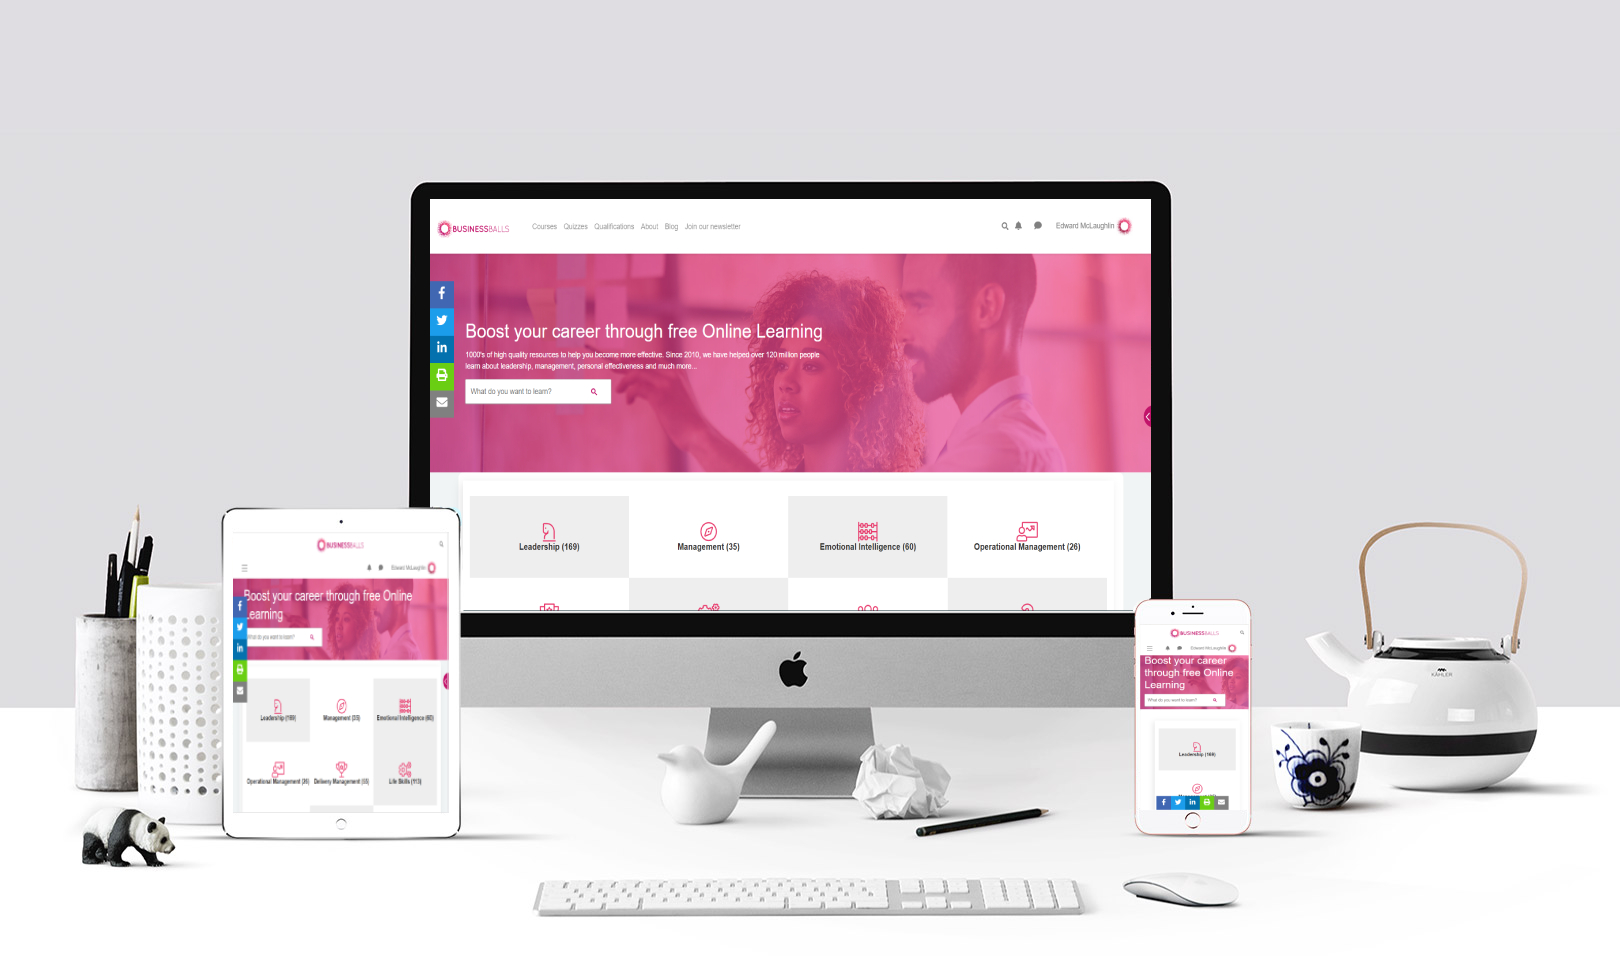 BUSINESSBALLS
Courses Quizzes Qualifications About Blog Join our newsletter
Edward McLaughlin
Boost your career through free Online Learning
1000's of high quality resources to help you become more effective. Since 2010, we have helped over 120 million people
learn about leadership, management, personal effectiveness and much more...
What do you want to learn?
Leadership (169)
Management (35)
Emotional Intelligence (60)
Operational Management (26)
BUSINESSBALLS
Edward McLaughlin
Boost your career through free Online
Learning
What do you want to learn?
Leadership (169)
Management (35)
Emotional Intelligence (60)
Operational Management (26)
Delivery Management (55)
Life Skills (113)
BUSINESSBALLS
Edward McLaughlin
Boost your career
through free Online
Learning
What do you want to learn?
Leadership (169)
KÄHLER